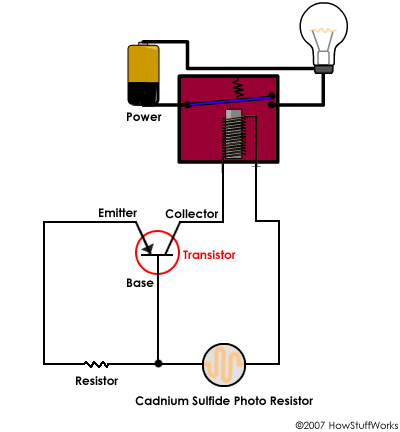 Power
Emitter
Collector
Transistor
Base
Resistor
Cadnium Sulfide Photo Resistor
©2007 HowStuffWorks